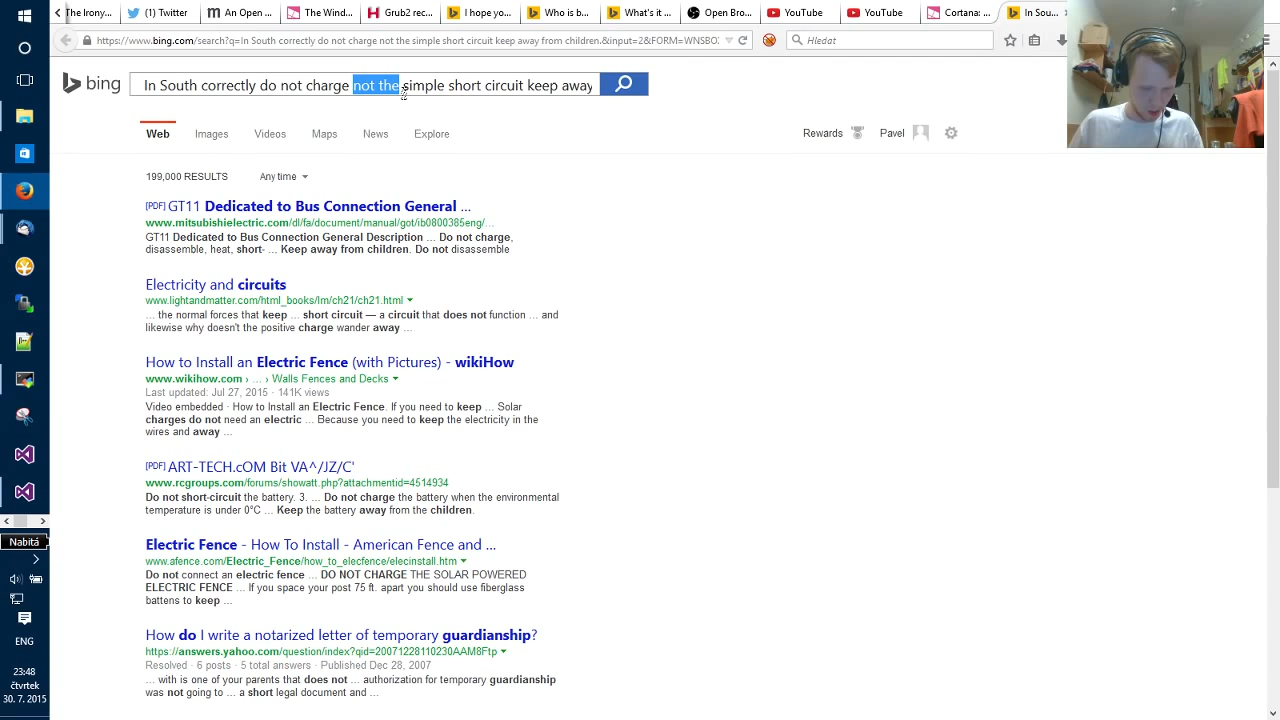 The Irony
(1) Twitter
An Open
The Wind...
Grub2 rec...
I hope yo...
Who is b...
What's it ...
Open Bro...
YouTube
YouTube
Cortana: ...
In Sou...
https://www.bing.com/search?q=In South correctly do not charge not the simple short circuit keep away from children.&input=2&FORM=WNSBO
Hledat
bing
In South correctly do not charge not the simple short circuit keep away
Web
Images
Videos
Maps
News
Explore
Rewards
Pavel
199,000 RESULTS
Any time
[PDF] GT11 Dedicated to Bus Connection General ...
www.mitsubishielectric.com/dl/fa/document/manual/got/ib0800385eng/...
GT11 Dedicated to Bus Connection General Description ... Do not charge,
disassemble, heat, short- ... Keep away from children. Do not disassemble
Electricity and circuits
www.lightandmatter.com/html_books/lm/ch21/ch21.html
... the normal forces that keep ... short circuit — a circuit that does not function ... and
likewise why doesn't the positive charge wander away ...
How to Install an Electric Fence (with Pictures) - wikiHow
www.wikihow.com › ... › Walls Fences and Decks
Last updated: Jul 27, 2015 · 141K views
Video embedded · How to Install an Electric Fence. If you need to keep ... Solar
charges do not need an electric ... Because you need to keep the electricity in the
wires and away ...
[PDF] ART-TECH.cOM Bit VA^/JZ/C'
www.rcgroups.com/forums/showatt.php?attachmentid=4514934
Do not short-circuit the battery. 3. ... Do not charge the battery when the environmental
temperature is under 0°C ... Keep the battery away from the children.
Electric Fence - How To Install - American Fence and ...
www.afence.com/Electric_Fence/how_to_elecfence/elecinstall.htm
Do not connect an electric fence ... DO NOT CHARGE THE SOLAR POWERED
ELECTRIC FENCE ... If you space your post 75 ft. apart you should use fiberglass
battens to keep ...
How do I write a notarized letter of temporary guardianship?
https://answers.yahoo.com/question/index?qid=20071228110230AAM8Ftp
Resolved · 6 posts · 5 total answers · Published Dec 28, 2007
... with is one of your parents that does not ... authorization for temporary guardianship
was not going to ... a short legal document and ...
Nabitá
ENG
23:48
čtvrtek
30. 7. 2015